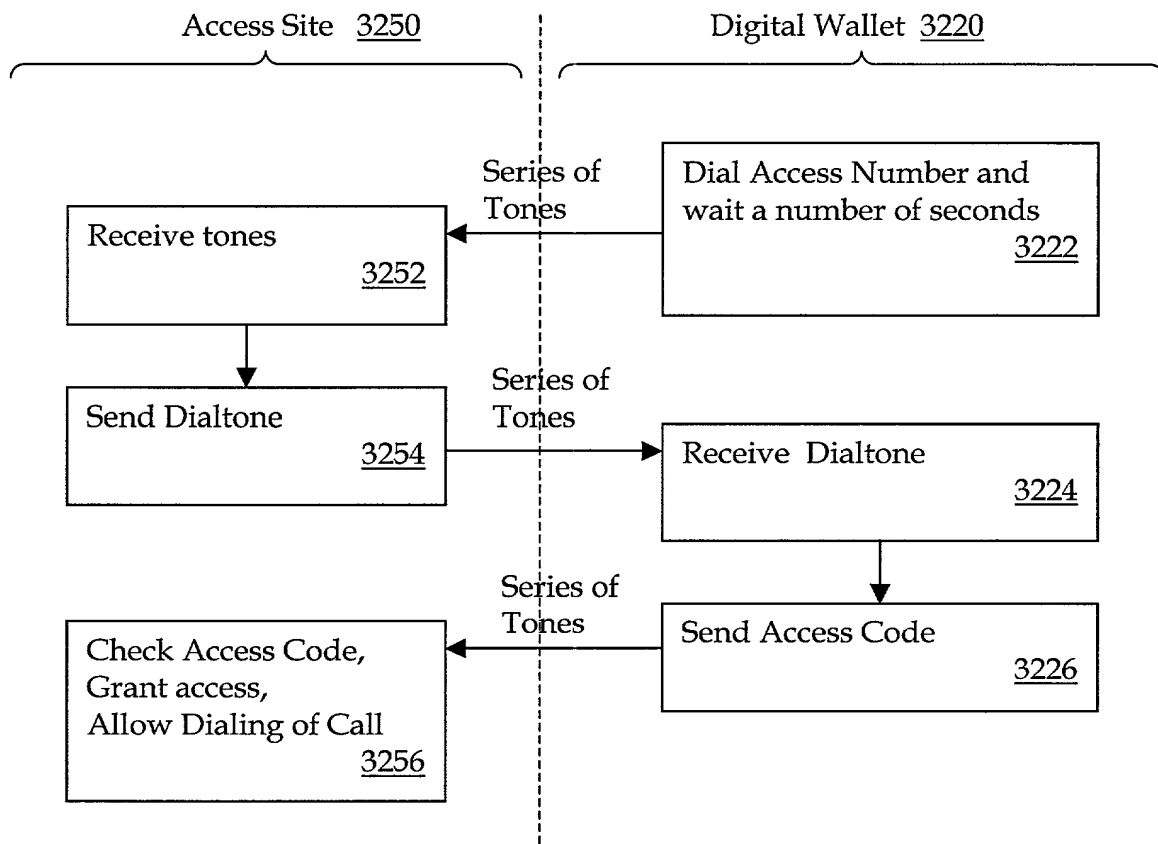 Access Site 3250
Digital Wallet 3220
Series of
Tones
Dial Access Number and
wait a number of seconds
3222
Receive tones
3252
Send Dialtone
3254
Series of
Tones
Receive Dialtone
3224
Series of
Tones
Send Access Code
3226
Check Access Code,
Grant access,
Allow Dialing of Call
3256